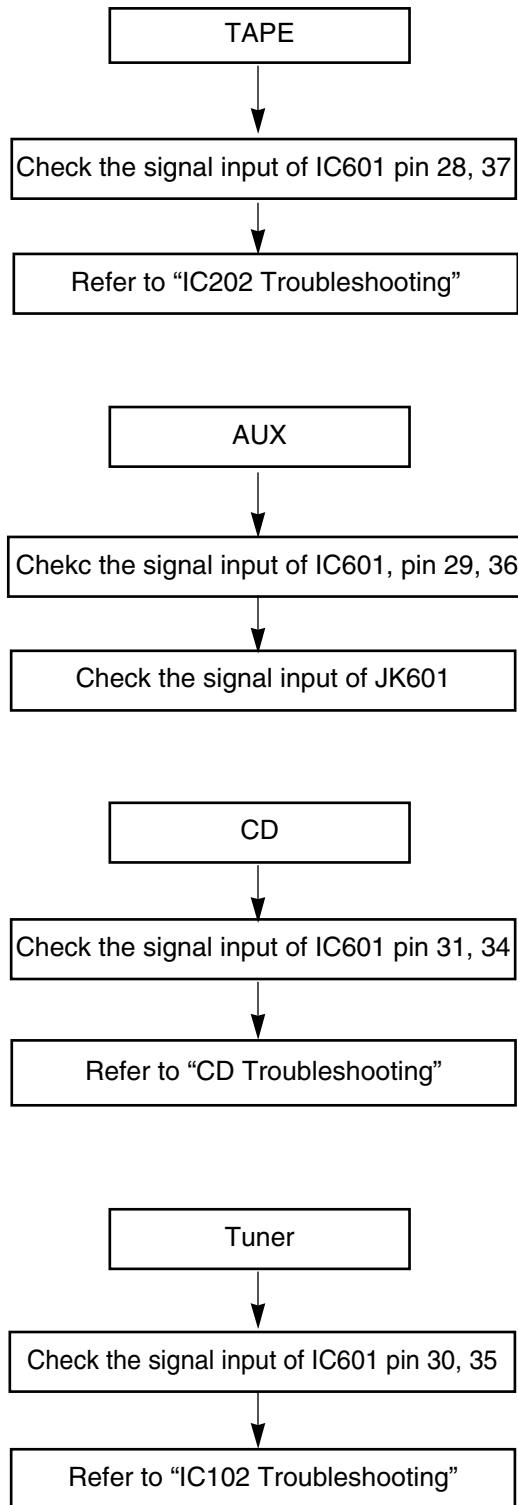 TAPE
Check the signal input of IC601 pin 28, 37
Refer to “IC202 Troubleshooting”
AUX
Chekc the signal input of IC601, pin 29, 36
Check the signal input of JK601
CD
Check the signal input of IC601 pin 31, 34
Refer to “CD Troubleshooting”
Tuner
Check the signal input of IC601 pin 30, 35
Refer to “IC102 Troubleshooting”